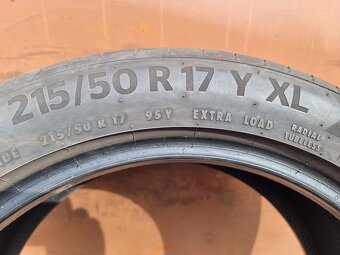 215/50 R 17 Y XL
215/50 R 17 95Y EXTRA LOAD RADIAL
TUBELESS